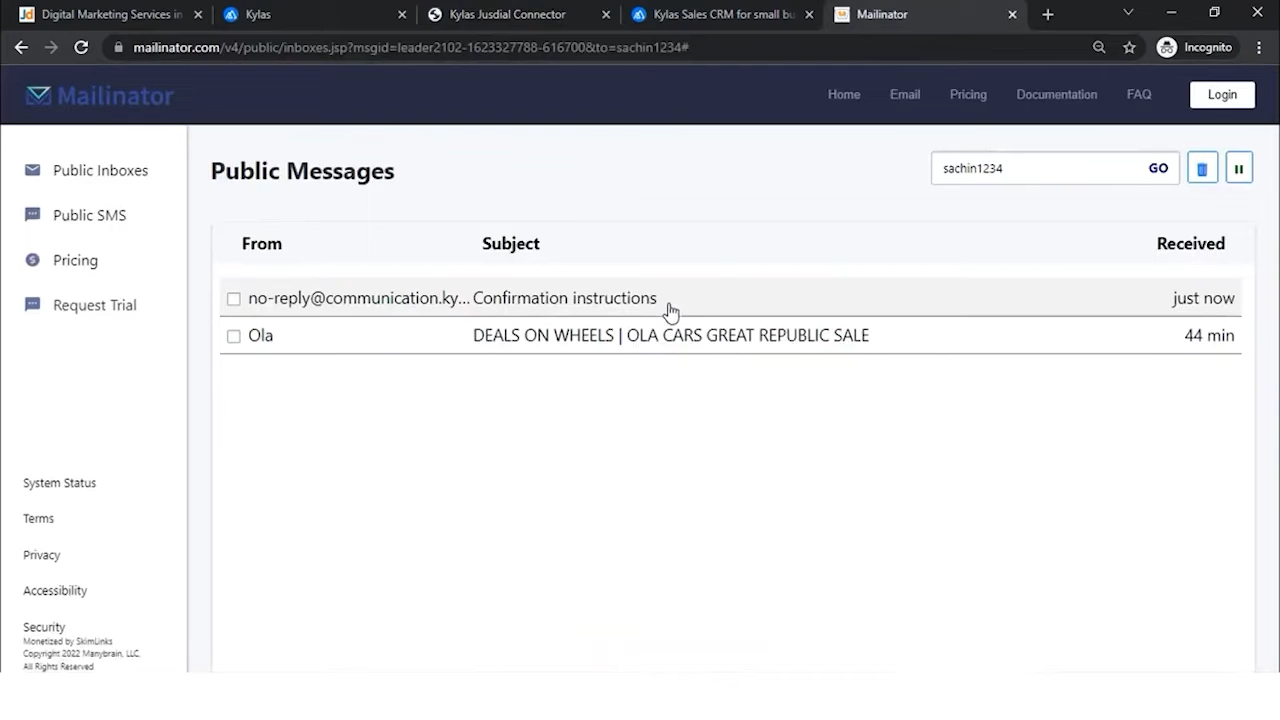 Digital Marketing Services in
Kylas
Kylas Jusdial Connector
Kylas Sales CRM for small bu
Mailinator
mailinator.com/v4/public/inboxes.jsp?msgid=leader2102-1623327788-616700&to=sachin1234#
Incognito
Mailinator
Home
Email
Pricing
Documentation
FAQ
Login
Public Inboxes
Public SMS
Pricing
Request Trial
System Status
Terms
Privacy
Accessibility
Security
Monetized by SkimLinks
Copyright 2022 Manybrain, LLC.
All Rights Reserved
Public Messages
sachin1234
GO
From Subject Received
no-reply@communication.ky... Confirmation instructions just now
Ola DEALS ON WHEELS | OLA CARS GREAT REPUBLIC SALE 44 min